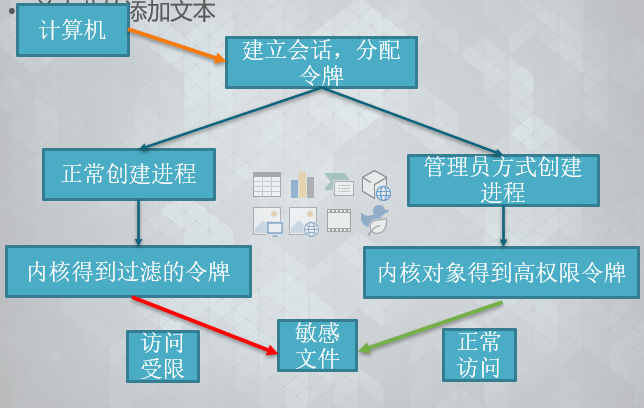 添加文本
计算机
建立会话，分配
令牌
正常创建进程
管理员方式创建
进程
内核得到过滤的令牌
内核对象得到高权限令牌
访问
受限
敏感
文件
正常
访问